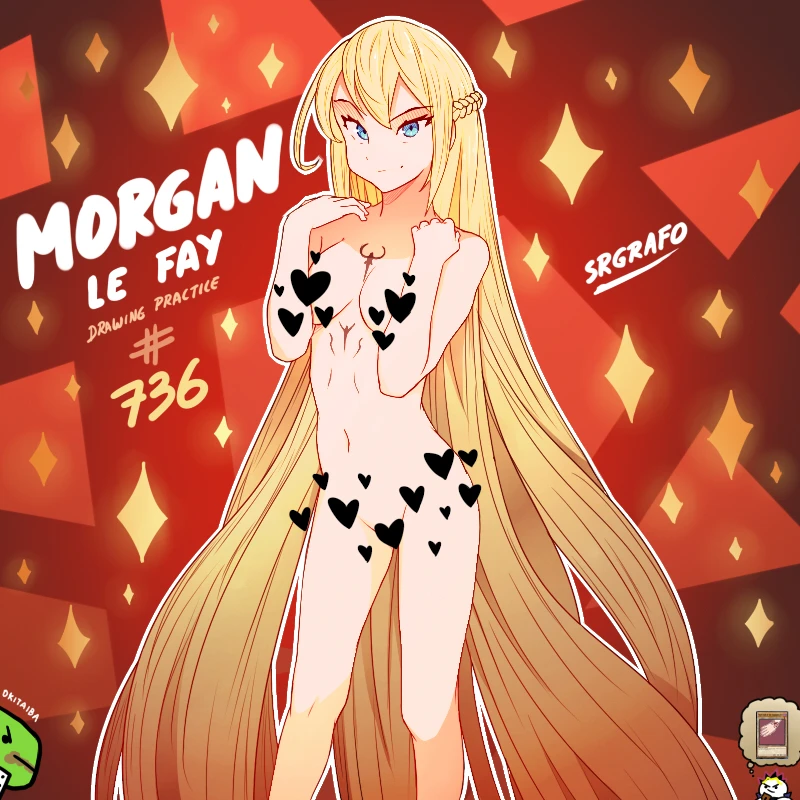 MORGAN
LE FAY
DRAWING PRACTICE
#
736
SRGRAFO
OKITAIBA